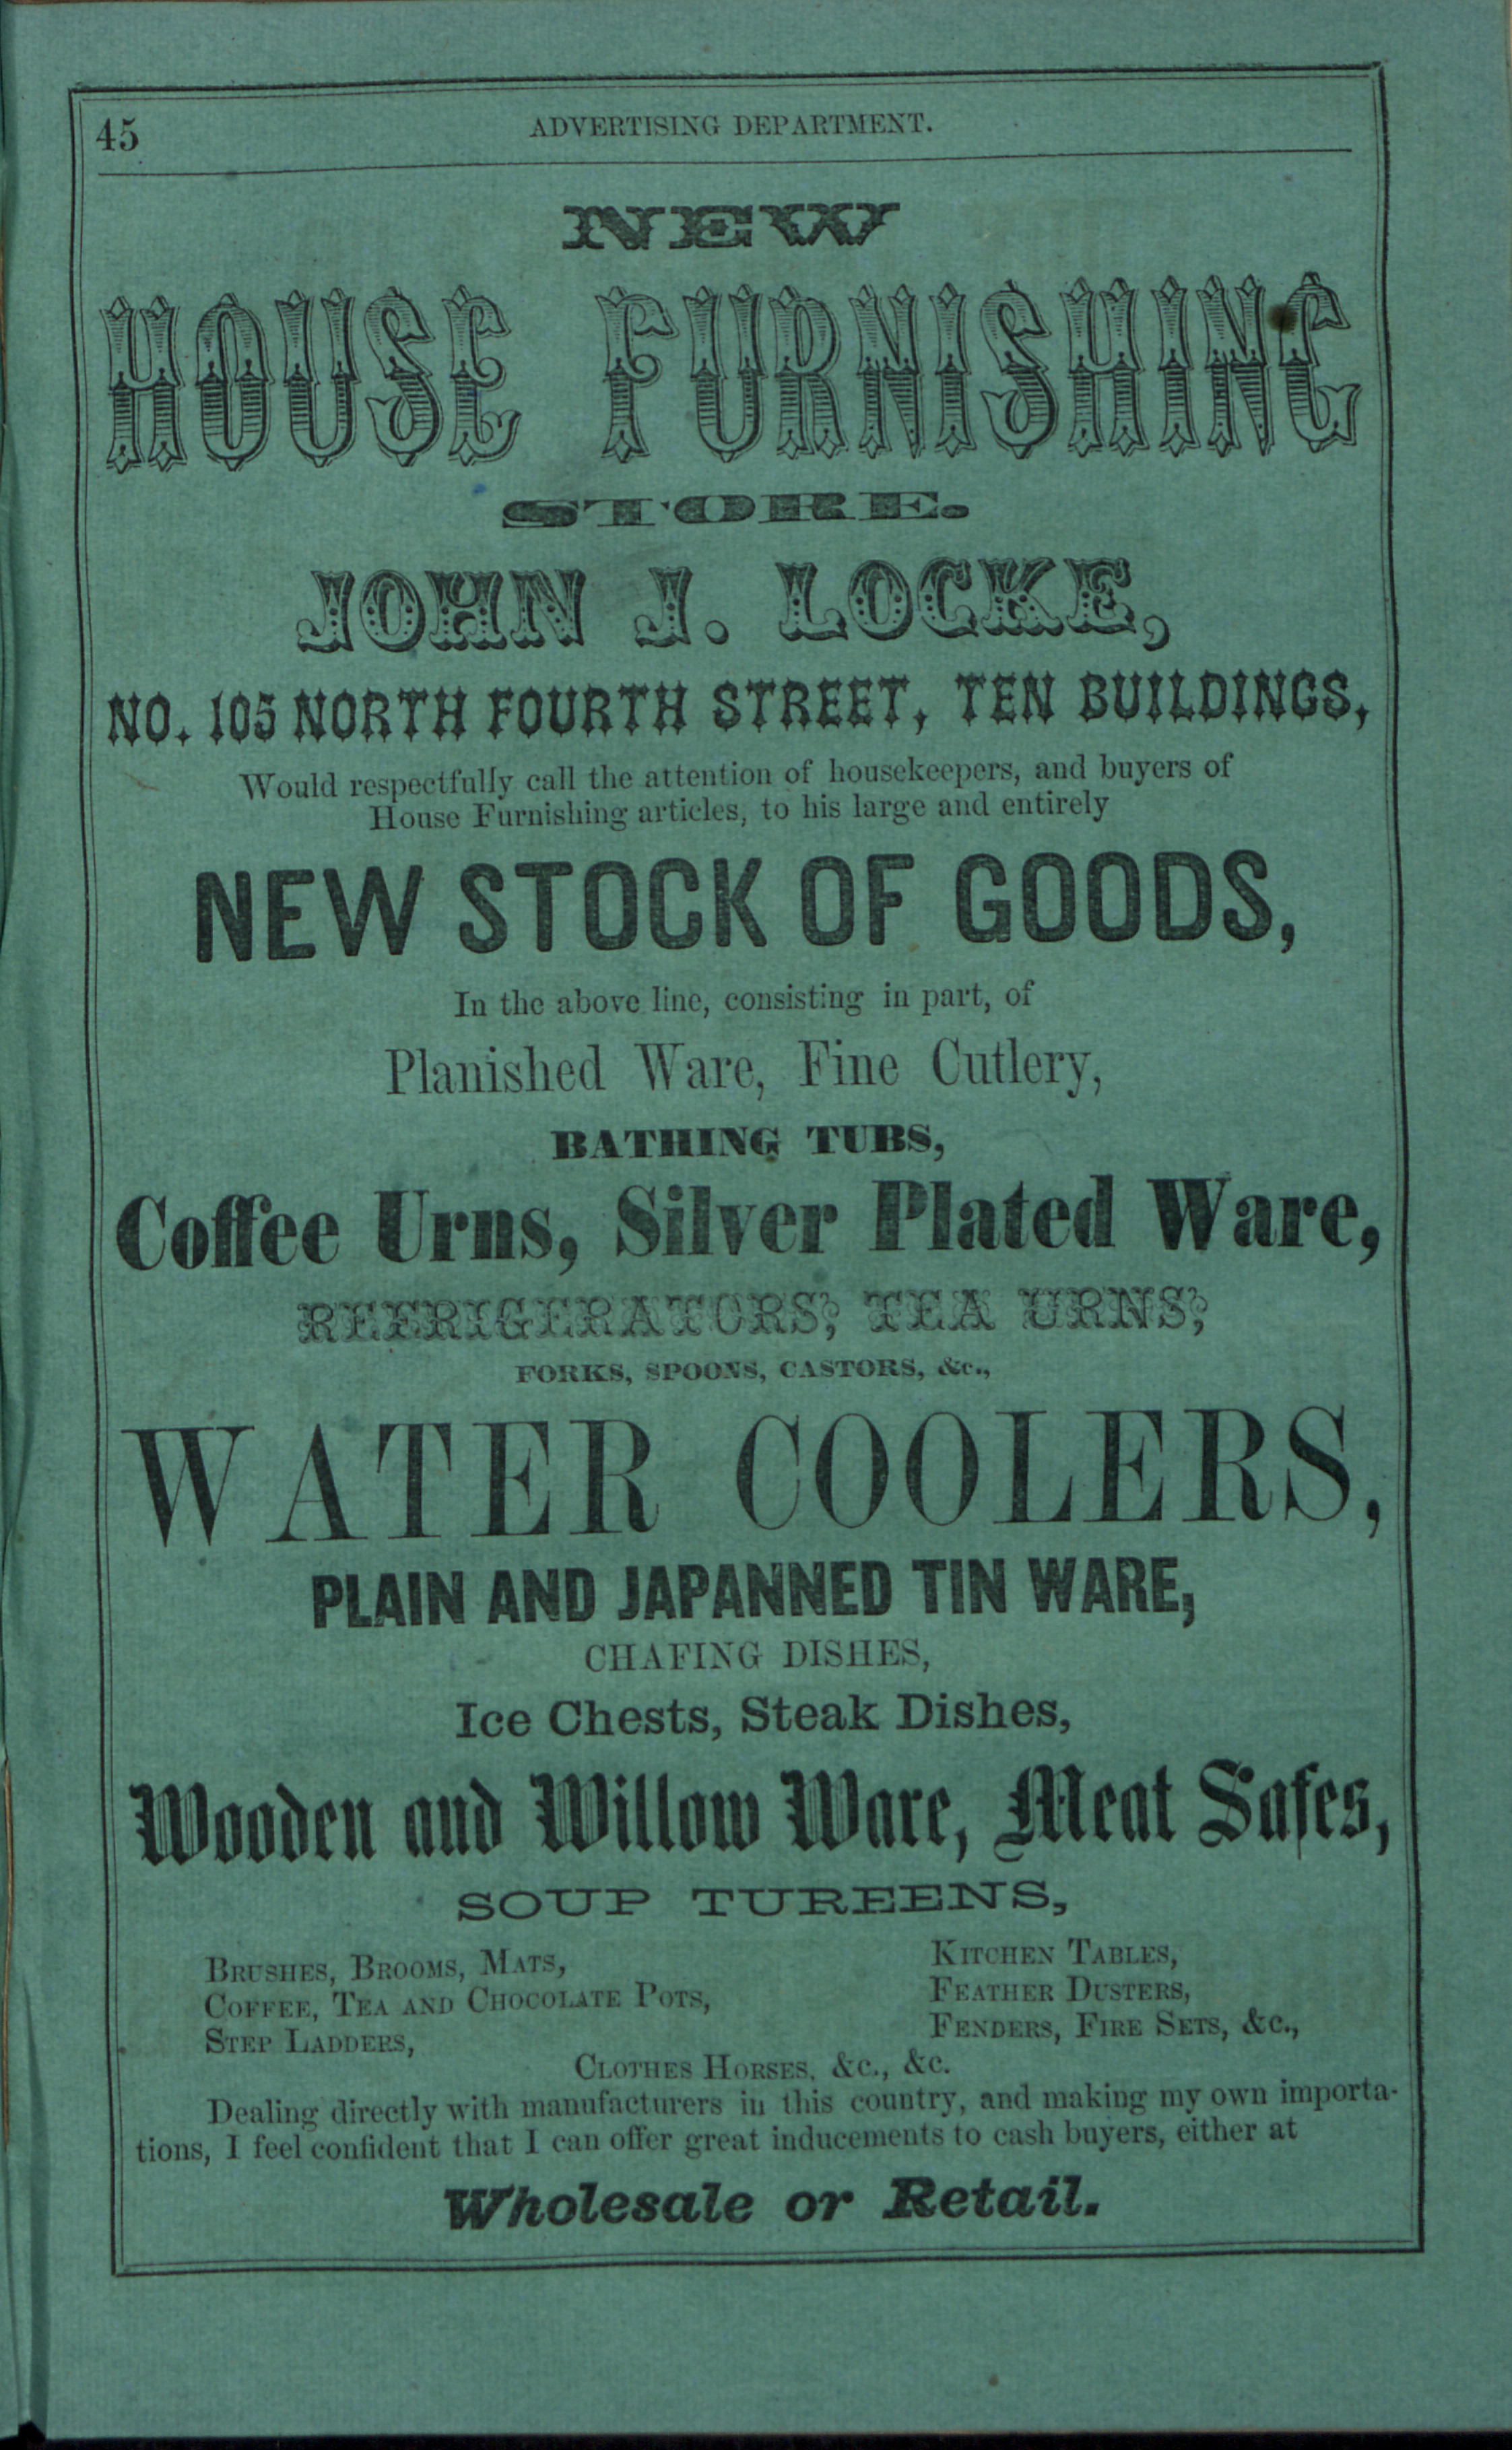 45
ADVERTISING DEPARTMENT.
NEW
HOUSE FURNISHING
STORE.
JOHN J. LOCKE,
NO. 105 NORTH FOURTH STREET, TEN BUILDINGS,
Would respectfully call the attention of housekeepers, and buyers of
House Furnishing articles, to his large and entirely
NEW STOCK OF GOODS,
In the above line, consisting in part, of
Planished Ware, Fine Cutlery,
BATHING TUBS,
Coffee Urns, Silver Plated Ware,
REFRIGERATORS, TEA URNS,
FORKS, SPOONS, CASTORS, &c.,
WATER COOLERS,
PLAIN AND JAPANNED TIN WARE,
CHAFING DISHES,
Ice Chests, Steak Dishes,
Wooden and Willow Ware, Meat Safes,
SOUP TUREENS,
BRUSHES, BROOMS, MATS,
COFFEE, TEA AND CHOCOLATE POTS,
STEP LADDERS,
KITCHEN TABLES,
FEATHER DUSTERS,
FENDERS, FIRE SETS, &C.,
CLOTHES HORSES, &C., &C.
Dealing directly with manufacturers in this country, and making my own importa-
tions, I feel confident that I can offer great inducements to cash buyers, either at
Wholesale or Retail.